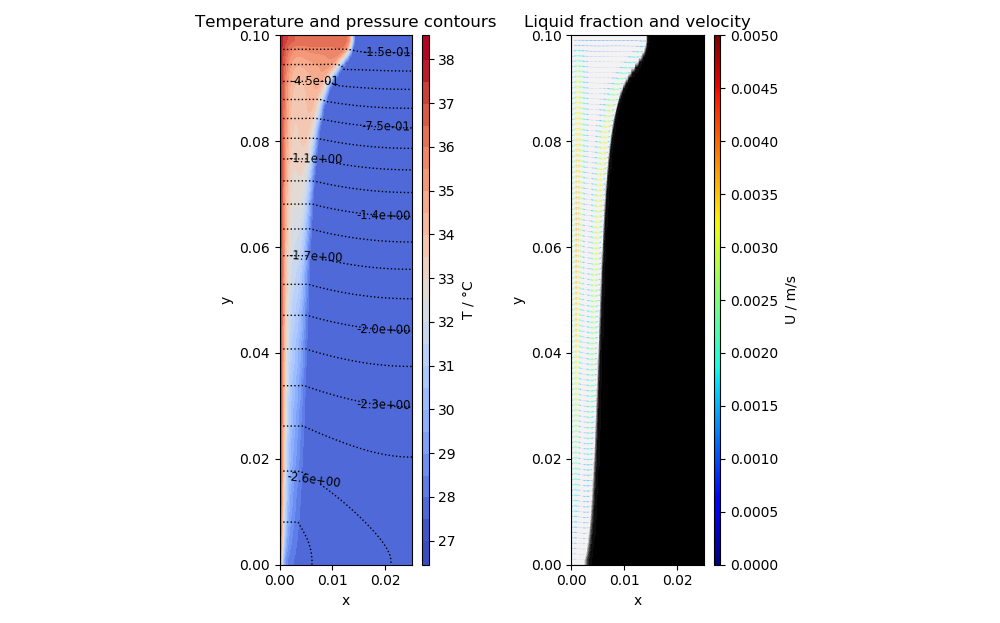 Temperature and pressure contours
0.10
0.08
0.06
0.04
0.02
0.00
y
0.00 0.01 0.02
x
-1.5e-01
-4.5e-01
-7.5e-01
-1.1e+00
-1.4e+00
-1.7e+00
-2.0e+00
-2.3e+00
-2.6e+00
38
37
36
35
34
33
32
31
30
29
28
27
T / °C
Liquid fraction and velocity
0.10
0.08
0.06
0.04
0.02
0.00
y
0.00 0.01 0.02
x
0.0050
0.0045
0.0040
0.0035
0.0030
0.0025
0.0020
0.0015
0.0010
0.0005
0.0000
U / m/s